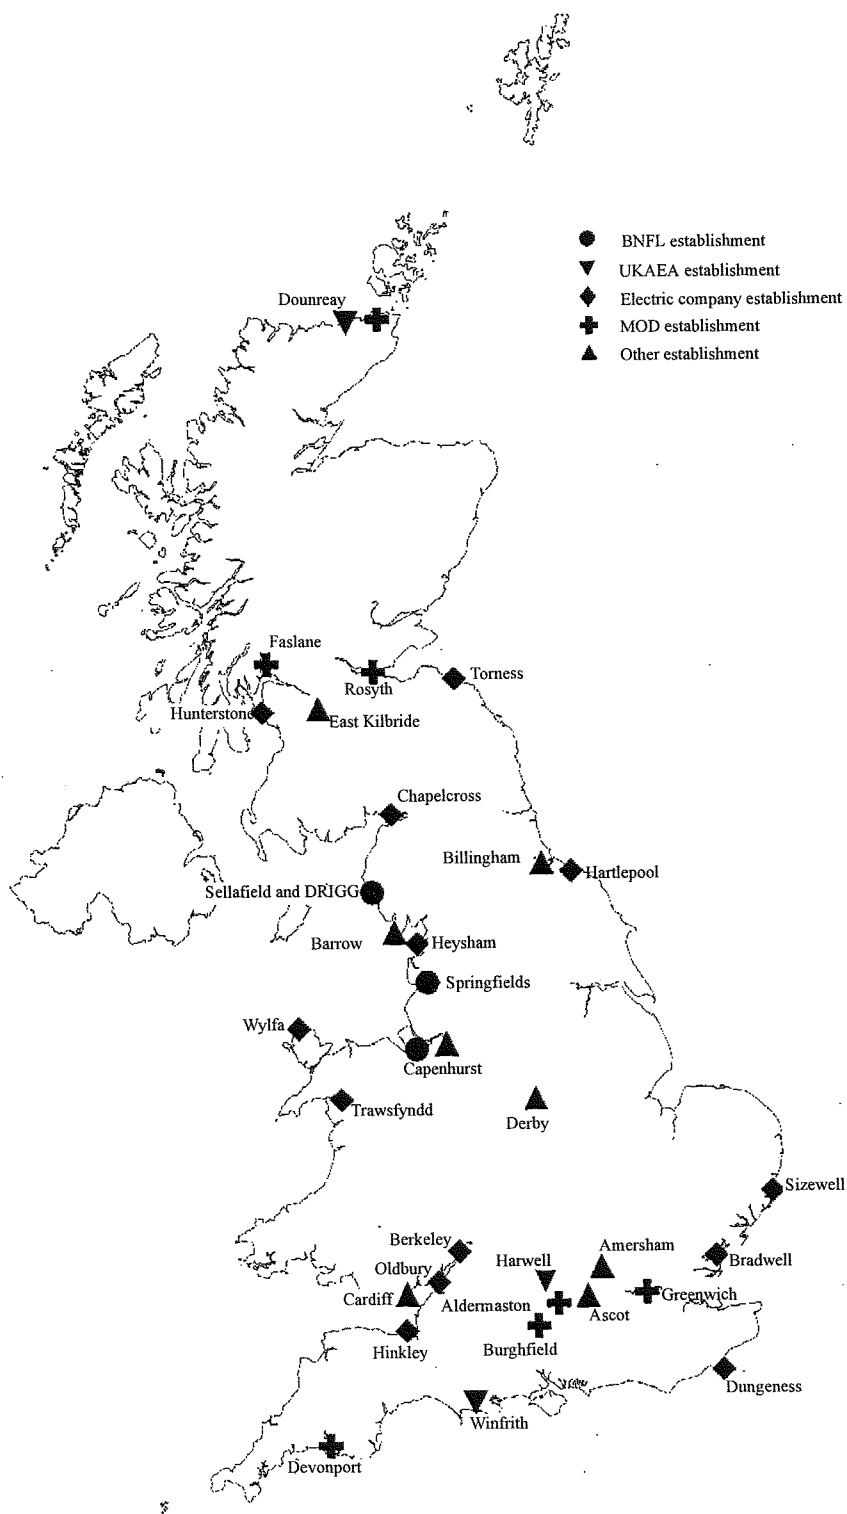 BNFL establishment
UKAEA establishment
Electric company establishment
MOD establishment
Other establishment
Dounreay
Faslane
Rosyth
Torness
Hunterstone
East Kilbride
Chapelcross
Billingham
Hartlepool
Sellafield and DRIGG
Barrow
Heysham
Springfields
Wylfa
Capenhurst
Trawsfyndd
Derby
Sizewell
Berkeley
Amersham
Harwell
Bradwell
Oldbury
Cardiff
Aldermaston
Greenwich
Ascot
Hinkley
Burghfield
Dungeness
Winfrith
Devonport